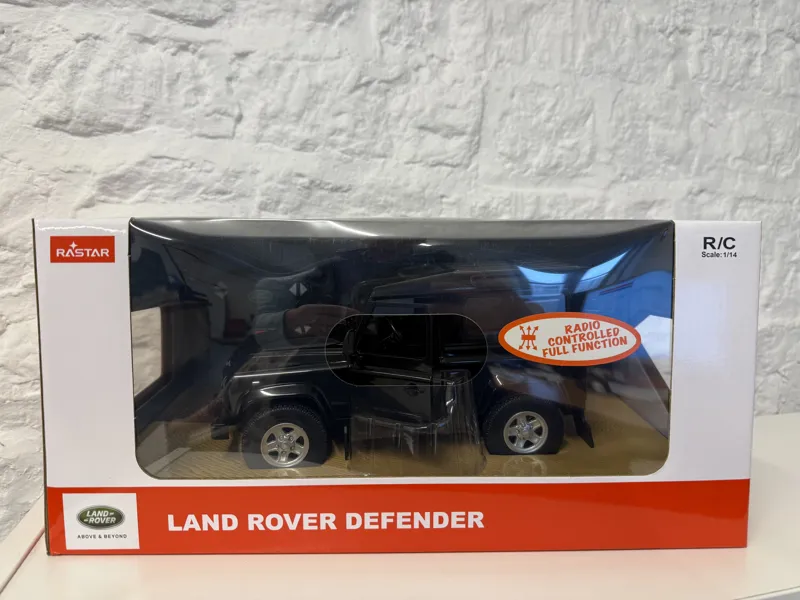 RASTAR
R/C
Scale:1/14
RADIO
CONTROLLED
FULL FUNCTION
LAND-
-ROVER
ABOVE & BEYOND
LAND ROVER DEFENDER